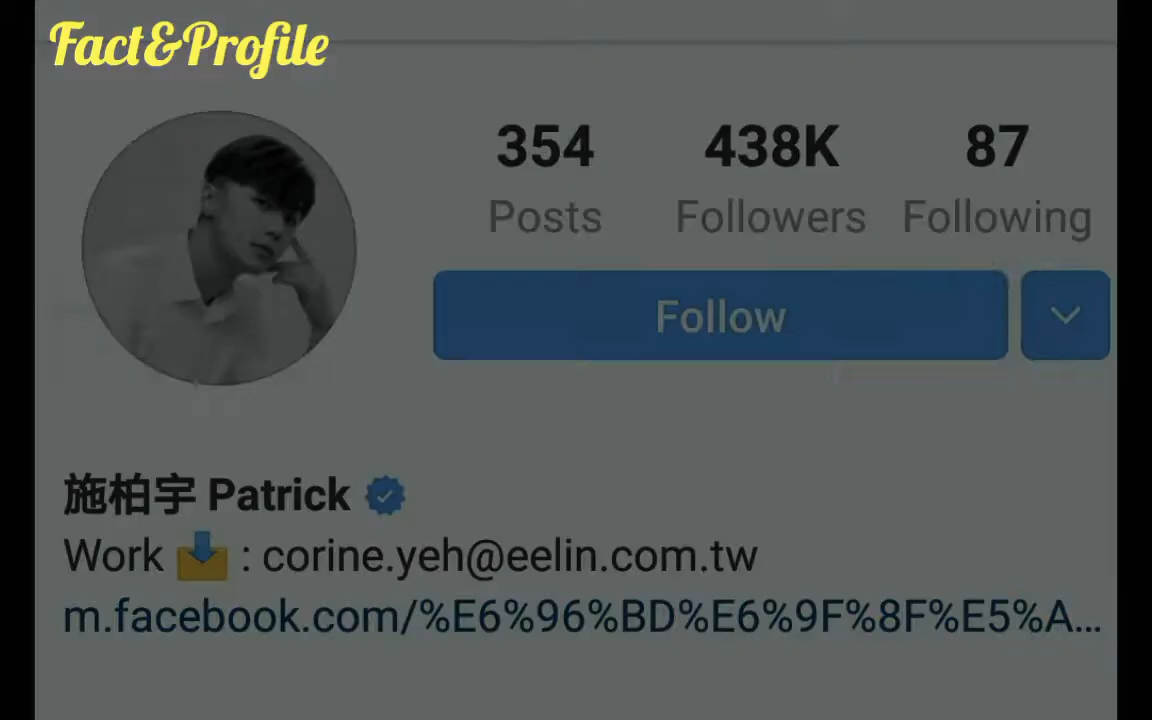 Fact&Profile
354 438K 87
Posts Followers Following
Follow
施柏宇 Patrick
Work : corine.yeh@eelin.com.tw
m.facebook.com/%E6%96%BD%E6%9F%8F%E5%A...